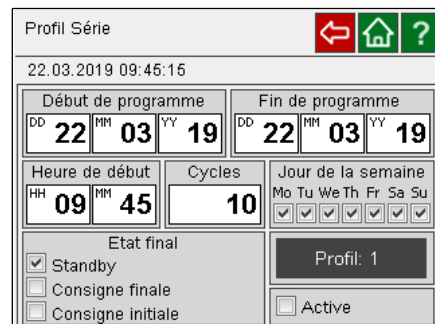 Profil Série
?
22.03.2019 09:45:15
Début de programme
DD 22 MM 03 YY 19
Fin de programme
DD 22 MM 03 YY 19
Heure de début
HH 09 MM 45
Cycles
10
Jour de la semaine
Mo Tu We Th Fr Sa Su
Etat final
Standby
Consigne finale
Consigne initiale
Profil: 1
Active